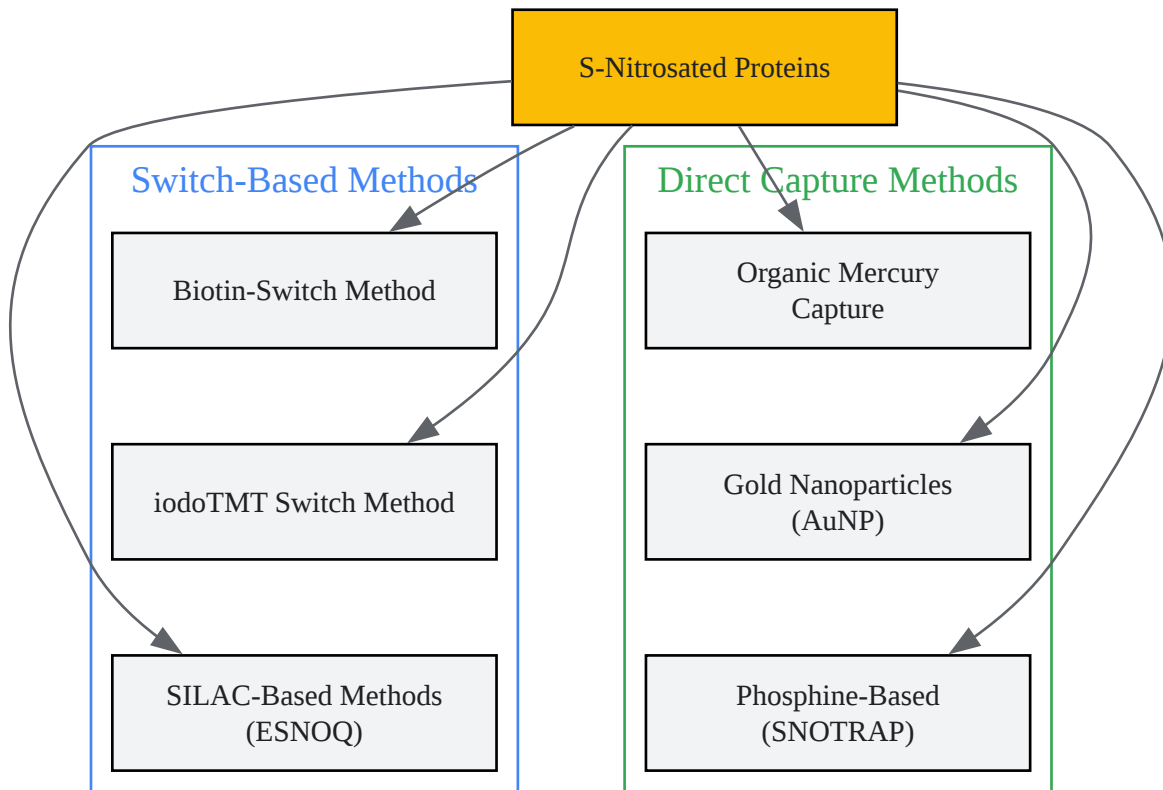 S-Nitrosated Proteins
Switch-Based Methods
Biotin-Switch Method
iodoTMT Switch Method
SILAC-Based Methods
(ESNOQ)
Direct Capture Methods
Organic Mercury
Capture
Gold Nanoparticles
(AuNP)
Phosphine-Based
(SNOTRAP)